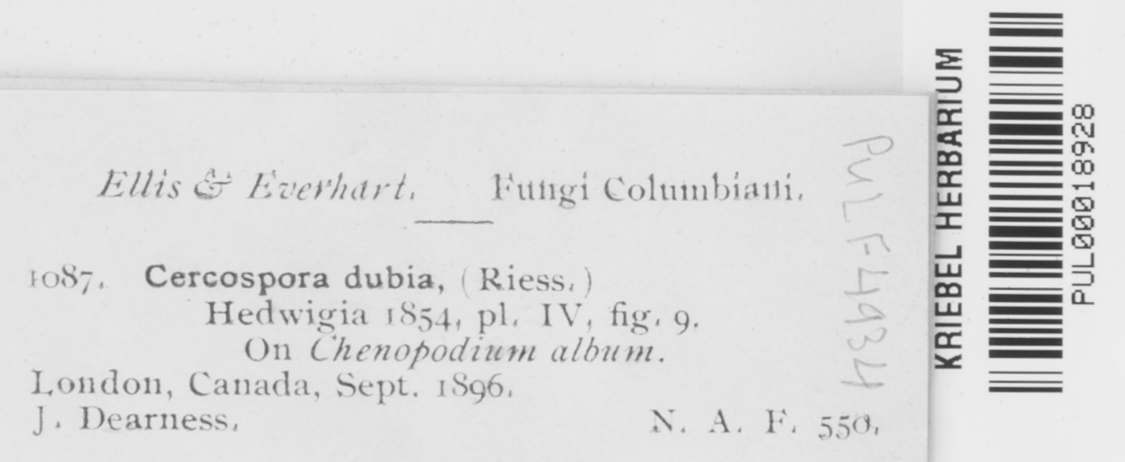 Ellis & Everhart. Fungi Columbiani.
1087. Cercospora dubia, (Riess.)
Hedwigia 1854, pl. IV, fig. 9.
On Chenopodium album.
London, Canada, Sept. 1896.
J. Dearness. N. A. F. 550.
PUL F4934
KRIEBEL HERBARIUM
PUL00018928